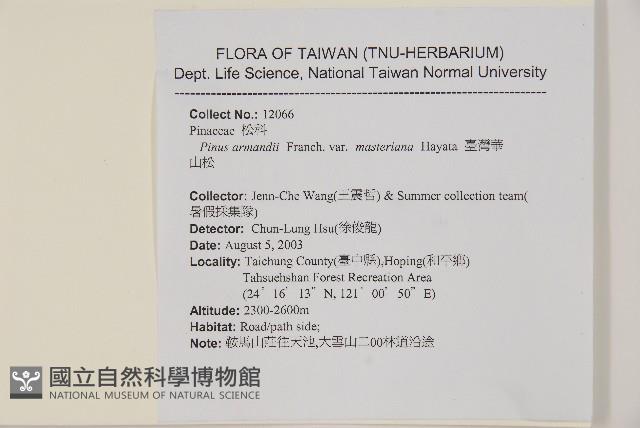 FLORA OF TAIWAN (TNU-HERBARIUM)
Dept. Life Science, National Taiwan Normal University
Collect No.: 12066
Pinaceae 松科
Pinus armandii Franch. var. masteriana Hayata 臺灣華
山松
Collector: Jenn-Che Wang(王震哲) & Summer collection team(
暑假採集隊)
Detector: Chun-Lung Hsu(徐俊龍)
Date: August 5, 2003
Locality: Taichung County(臺中縣),Hoping(和平鄉)
Tahsuehshan Forest Recreation Area
(24° 16' 13" N, 121° 00' 50" E)
Altitude: 2300-2600m
Habitat: Road/path side;
Note: 鞍馬山莊往天池,大雪山二00林道沿途
國立自然科學博物館
NATIONAL MUSEUM OF NATURAL SCIENCE